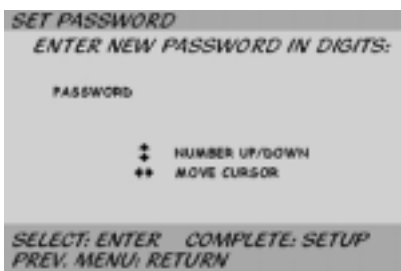 SET PASSWORD
ENTER NEW PASSWORD IN DIGITS:
PASSWORD
NUMBER UP/DOWN
MOVE CURSOR
SELECT: ENTER COMPLETE: SETUP
PREV. MENU: RETURN